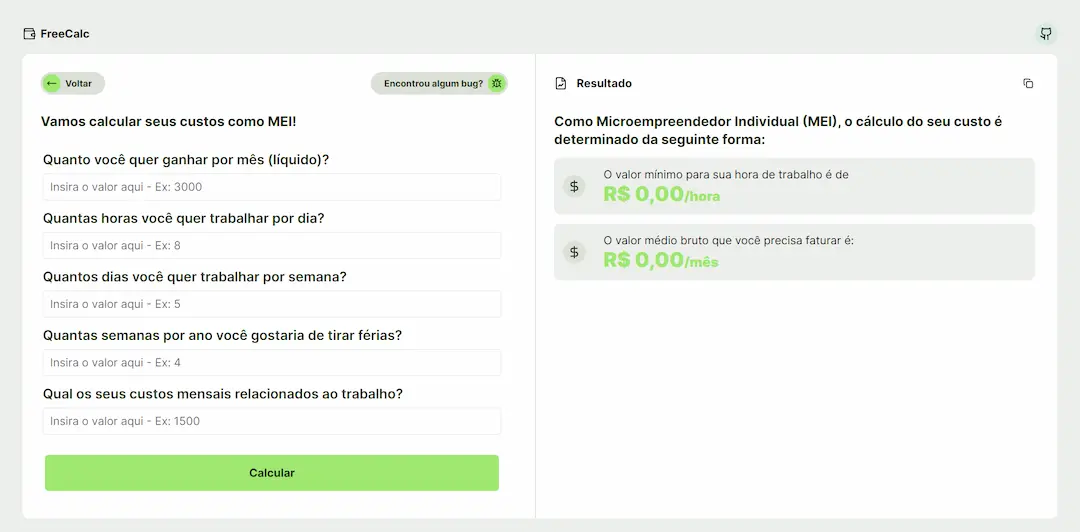 FreeCalc
Voltar
Encontrou algum bug?
Vamos calcular seus custos como MEI!
Quanto você quer ganhar por mês (líquido)?
Insira o valor aqui - Ex: 3000
Quantas horas você quer trabalhar por dia?
Insira o valor aqui - Ex: 8
Quantos dias você quer trabalhar por semana?
Insira o valor aqui - Ex: 5
Quantas semanas por ano você gostaria de tirar férias?
Insira o valor aqui - Ex: 4
Qual os seus custos mensais relacionados ao trabalho?
Insira o valor aqui - Ex: 1500
Calcular
Resultado
Como Microempreendedor Individual (MEI), o cálculo do seu custo é
determinado da seguinte forma:
$
O valor mínimo para sua hora de trabalho é de
R$ 0,00/hora
$
O valor médio bruto que você precisa faturar é:
R$ 0,00/mês